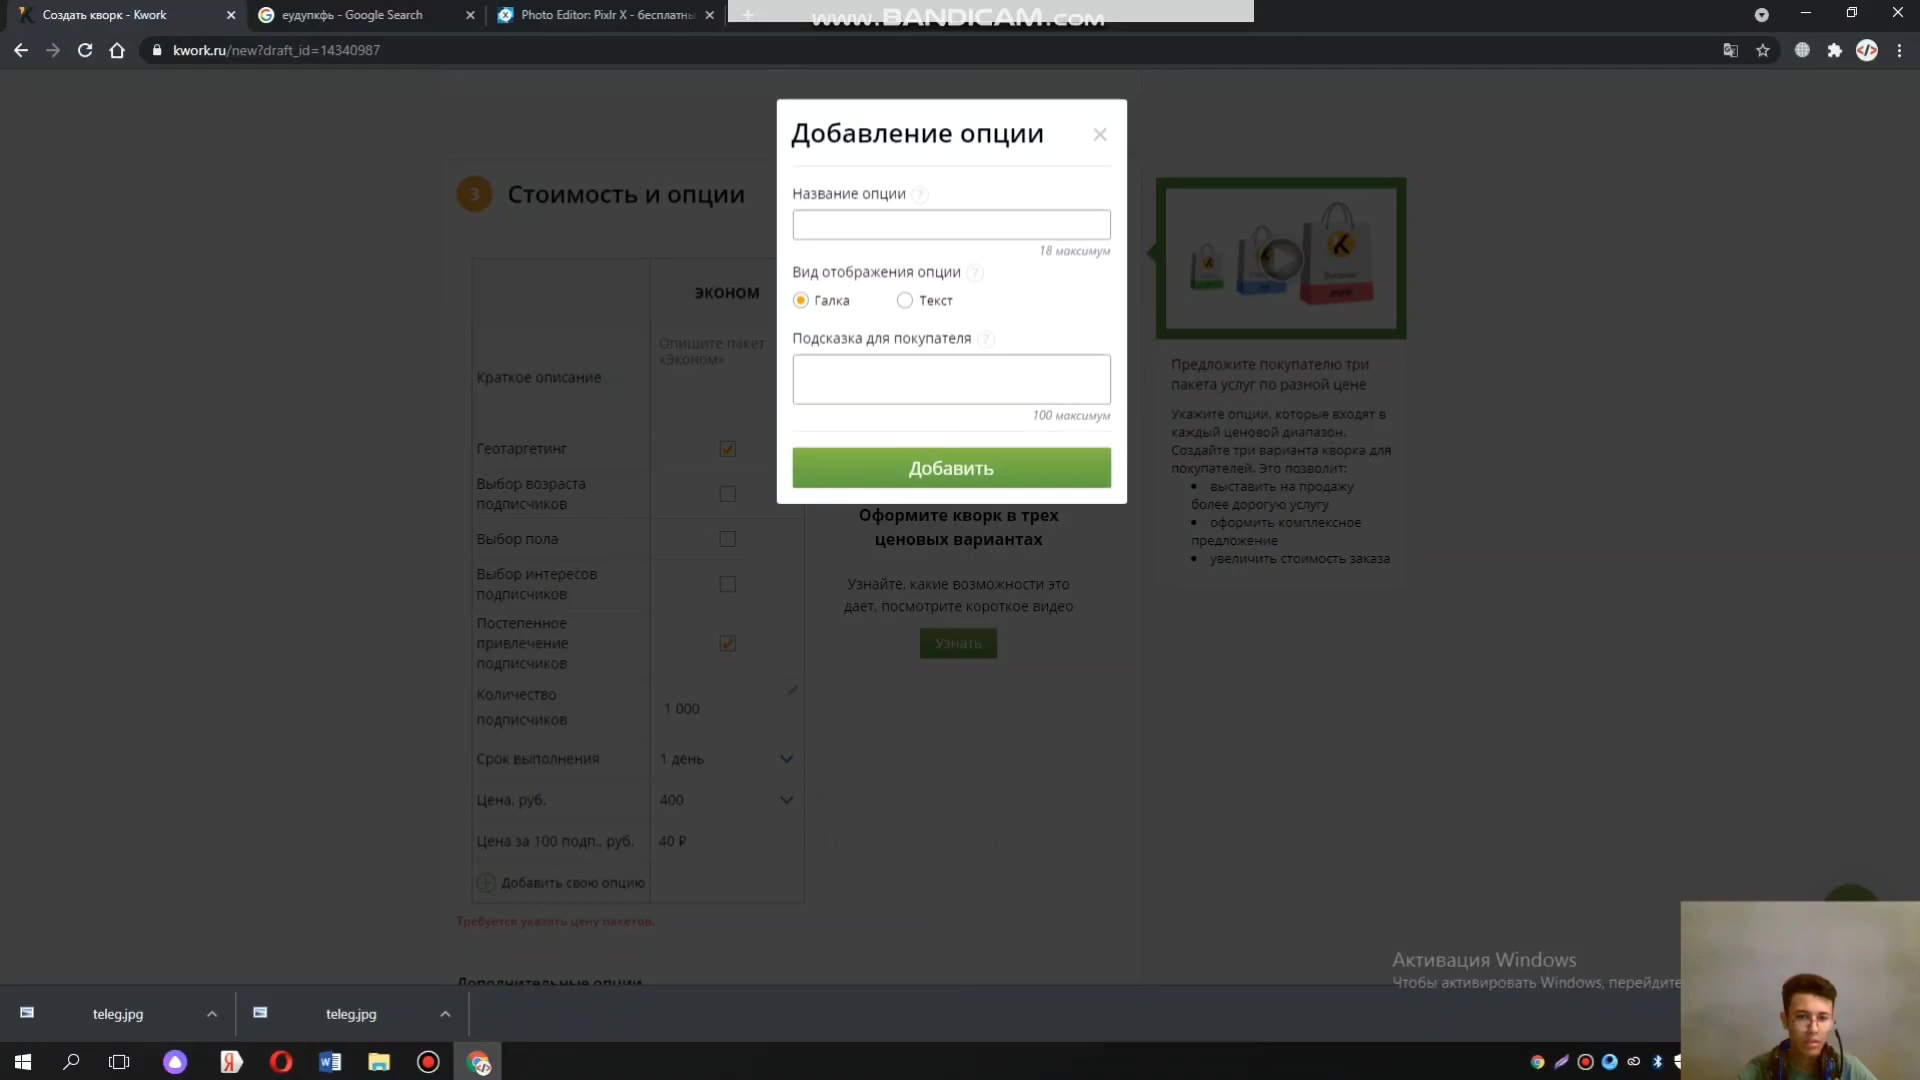 Создать кворк - Kwork
еудупкфь - Google Search
Photo Editor: Pixlr X - бесплатны
www.BANDICAM.com
kwork.ru/new?draft_id=14340987
Добавление опции
Название опции
18 максимум
Вид отображения опции
Галка
Текст
Подсказка для покупателя
100 максимум
Добавить
3
Стоимость и опции
ЭКОНОМ
Краткое описание
Опишите пакет
«Эконом»
Геотаргетинг
Выбор возраста
подписчиков
Выбор пола
Выбор интересов
подписчиков
Постепенное
привлечение
подписчиков
Количество
подписчиков
1 000
Срок выполнения
1 день
Цена, руб.
400
Цена за 100 подп., руб.
40 ₽
Добавить свою опцию
Требуется указать цену пакетов.
Дополнительные опции
Оформите кворк в трех
ценовых вариантах
Узнайте, какие возможности это
дает, посмотрите короткое видео
Узнать
Предложите покупателю три
пакета услуг по разной цене
Укажите опции, которые входят в
каждый ценовой диапазон.
Создайте три варианта кворка для
покупателей. Это позволит:
• выставить на продажу
более дорогую услугу
• оформить комплексное
предложение
• увеличить стоимость заказа
Активация Windows
Чтобы активировать Windows, перейдите
teleg.jpg
teleg.jpg